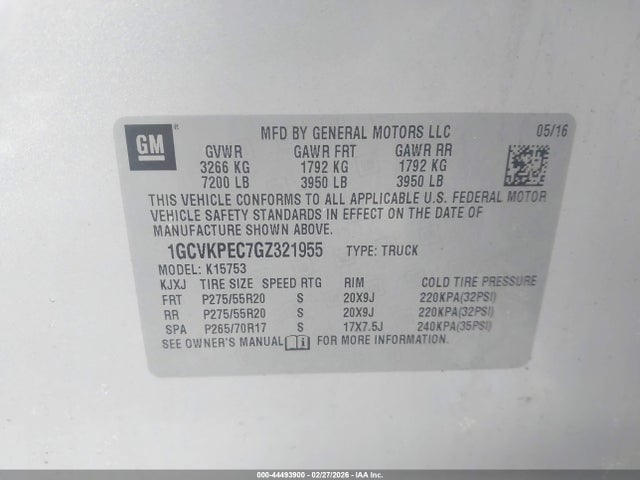 GM
MFD BY GENERAL MOTORS LLC 05/16
GVWR GAWR FRT GAWR RR
3266 KG 1792 KG 1792 KG
7200 LB 3950 LB 3950 LB
THIS VEHICLE CONFORMS TO ALL APPLICABLE U.S. FEDERAL MOTOR
VEHICLE SAFETY STANDARDS IN EFFECT ON THE DATE OF
MANUFACTURE SHOWN ABOVE.
1GCVKPEC7GZ321955 TYPE: TRUCK
MODEL: K15753
KJXJ TIRE SIZE SPEED RTG RIM COLD TIRE PRESSURE
FRT P275/55R20 S 20X9J 220KPA(32PSI)
RR P275/55R20 S 20X9J 220KPA(32PSI)
SPA P265/70R17 S 17X7.5J 240KPA(35PSI)
SEE OWNER'S MANUAL FOR MORE INFORMATION.
000-44493900 - 02/27/2026 - IAA Inc.